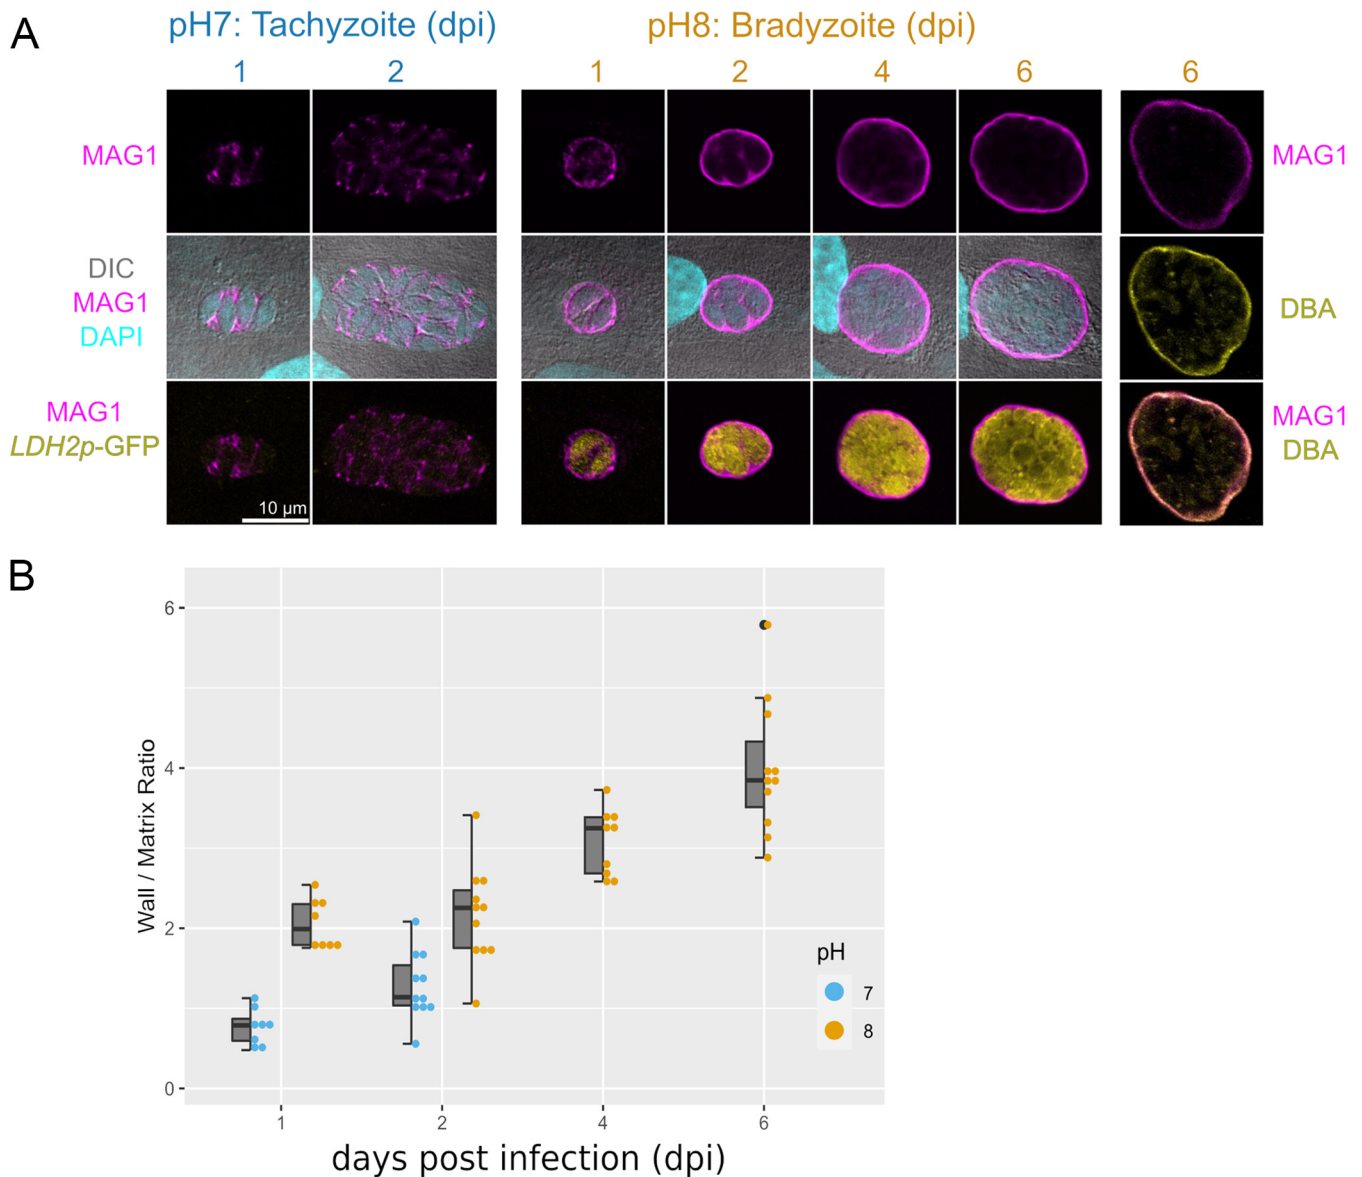 A
pH7: Tachyzoite (dpi)
pH8: Bradyzoite (dpi)
1 2 1 2 4 6 6
MAG1
MAG1
DIC
MAG1
DAPI
DBA
MAG1
LDH2p-GFP
MAG1
DBA
10 µm
B
6
4
2
0
Wall / Matrix Ratio
pH
7
8
1 2 4 6
days post infection (dpi)